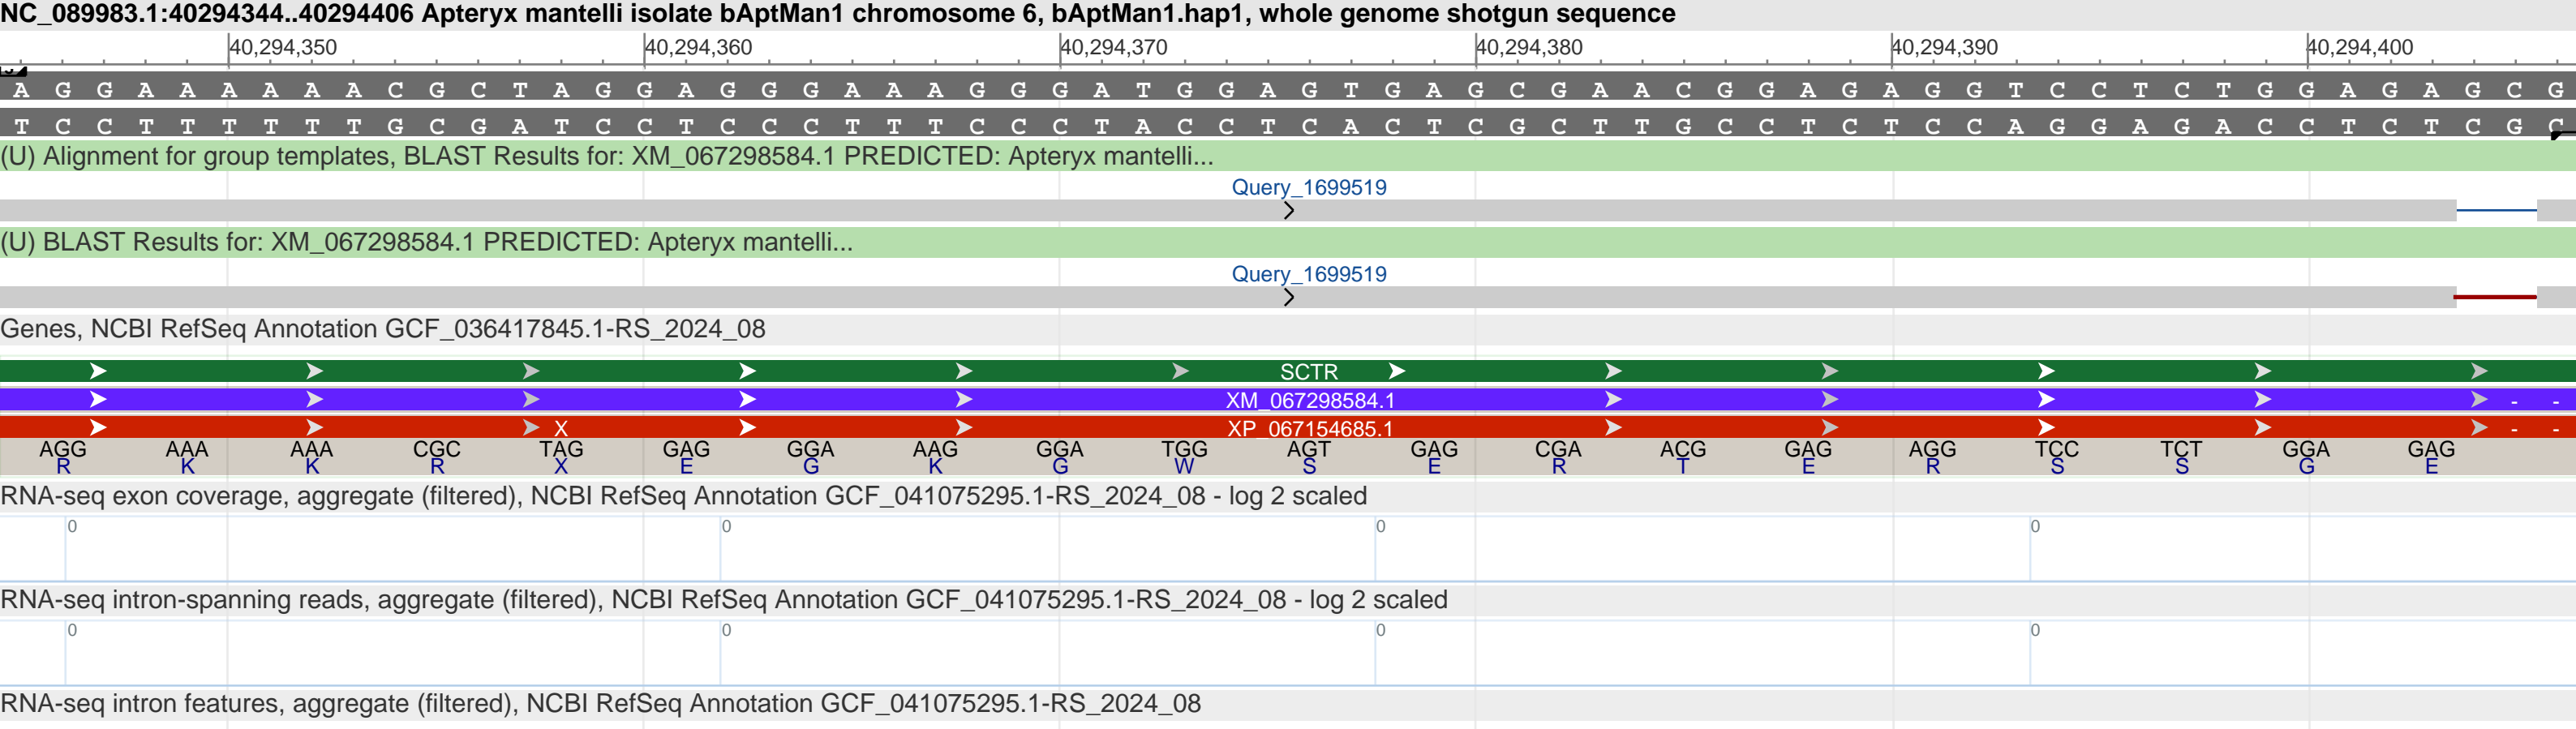 NC_089983.1:40294344..40294406 Apteryx mantelli isolate bAptMan1 chromosome 6, bAptMan1.hap1, whole genome shotgun sequence
40,294,350 40,294,360 40,294,370 40,294,380 40,294,390 40,294,400
A G G A A A A A A C G C T A G G A G G G A A A G G G A T G G A G T G A G C G A A C G G A G A G G T C C T C T G G A G A G C G
T C C T T T T T T G C G A T C C T C C C T T T C C C T A C C T C A C T C G C T T G C C T C T C C A G G A G A C C T C T C G C
(U) Alignment for group templates, BLAST Results for: XM_067298584.1 PREDICTED: Apteryx mantelli...
Query_1699519
(U) BLAST Results for: XM_067298584.1 PREDICTED: Apteryx mantelli...
Query_1699519
Genes, NCBI RefSeq Annotation GCF_036417845.1-RS_2024_08
SCTR
XM_067298584.1 - -
X XP_067154685.1 - -
AGG AAA AAA CGC TAG GAG GGA AAG GGA TGG AGT GAG CGA ACG GAG AGG TCC TCT GGA GAG
R K K R X E G K G W S E R T E R S S G E
RNA-seq exon coverage, aggregate (filtered), NCBI RefSeq Annotation GCF_041075295.1-RS_2024_08 - log 2 scaled
0 0 0 0
RNA-seq intron-spanning reads, aggregate (filtered), NCBI RefSeq Annotation GCF_041075295.1-RS_2024_08 - log 2 scaled
0 0 0 0
RNA-seq intron features, aggregate (filtered), NCBI RefSeq Annotation GCF_041075295.1-RS_2024_08